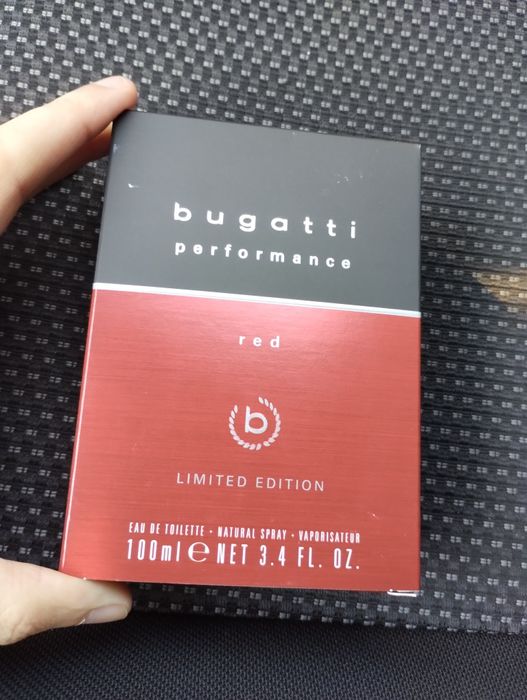 bugatti
performance
red
b
LIMITED EDITION
EAU DE TOILETTE • NATURAL SPRAY • VAPORISATEUR
100ml ℮ NET 3.4 FL. OZ.